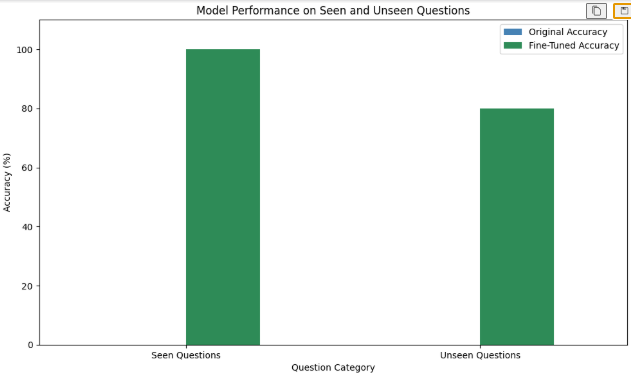 Model Performance on Seen and Unseen Questions
Original Accuracy
Fine-Tuned Accuracy
Accuracy (%)
100
80
60
40
20
0
Seen Questions
Unseen Questions
Question Category